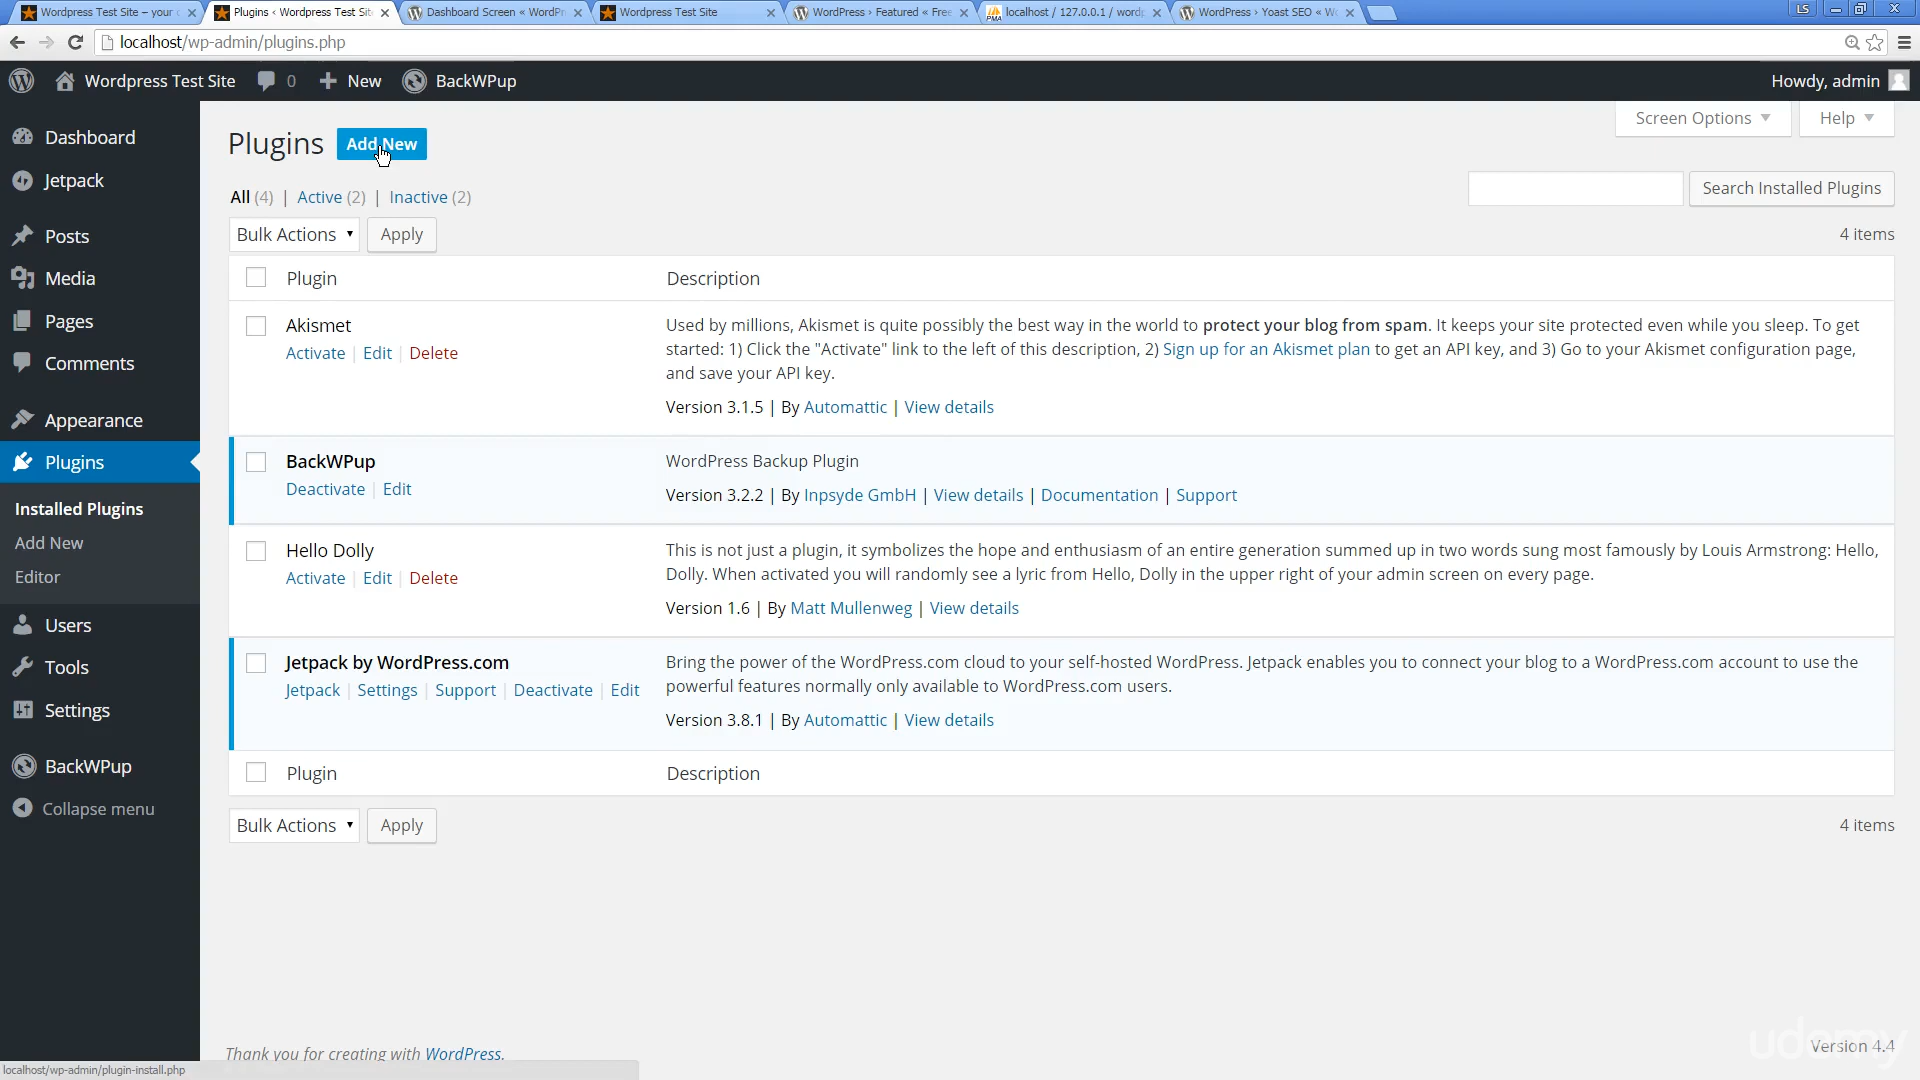 Wordpress Test Site – your
Plugins ‹ Wordpress Test Sit
Dashboard Screen « WordPr
Wordpress Test Site
WordPress › Featured « Free
localhost / 127.0.0.1 / word
WordPress › Yoast SEO « W
LS
localhost/wp-admin/plugins.php
Wordpress Test Site
0
New
BackWPup
Howdy, admin
Dashboard
Jetpack
Posts
Media
Pages
Comments
Appearance
Plugins
Installed Plugins
Add New
Editor
Users
Tools
Settings
BackWPup
Collapse menu
Screen Options
Help
Plugins
Add New
All (4) | Active (2) | Inactive (2)
Search Installed Plugins
Bulk Actions
Apply
4 items
Plugin
Description
Akismet
Activate | Edit | Delete
Used by millions, Akismet is quite possibly the best way in the world to protect your blog from spam. It keeps your site protected even while you sleep. To get
started: 1) Click the "Activate" link to the left of this description, 2) Sign up for an Akismet plan to get an API key, and 3) Go to your Akismet configuration page,
and save your API key.
Version 3.1.5 | By Automattic | View details
BackWPup
Deactivate | Edit
WordPress Backup Plugin
Version 3.2.2 | By Inpsyde GmbH | View details | Documentation | Support
Hello Dolly
Activate | Edit | Delete
This is not just a plugin, it symbolizes the hope and enthusiasm of an entire generation summed up in two words sung most famously by Louis Armstrong: Hello,
Dolly. When activated you will randomly see a lyric from Hello, Dolly in the upper right of your admin screen on every page.
Version 1.6 | By Matt Mullenweg | View details
Jetpack by WordPress.com
Jetpack | Settings | Support | Deactivate | Edit
Bring the power of the WordPress.com cloud to your self-hosted WordPress. Jetpack enables you to connect your blog to a WordPress.com account to use the
powerful features normally only available to WordPress.com users.
Version 3.8.1 | By Automattic | View details
Plugin
Description
Bulk Actions
Apply
4 items
Thank you for creating with WordPress.
Version 4.4
udemy
localhost/wp-admin/plugin-install.php